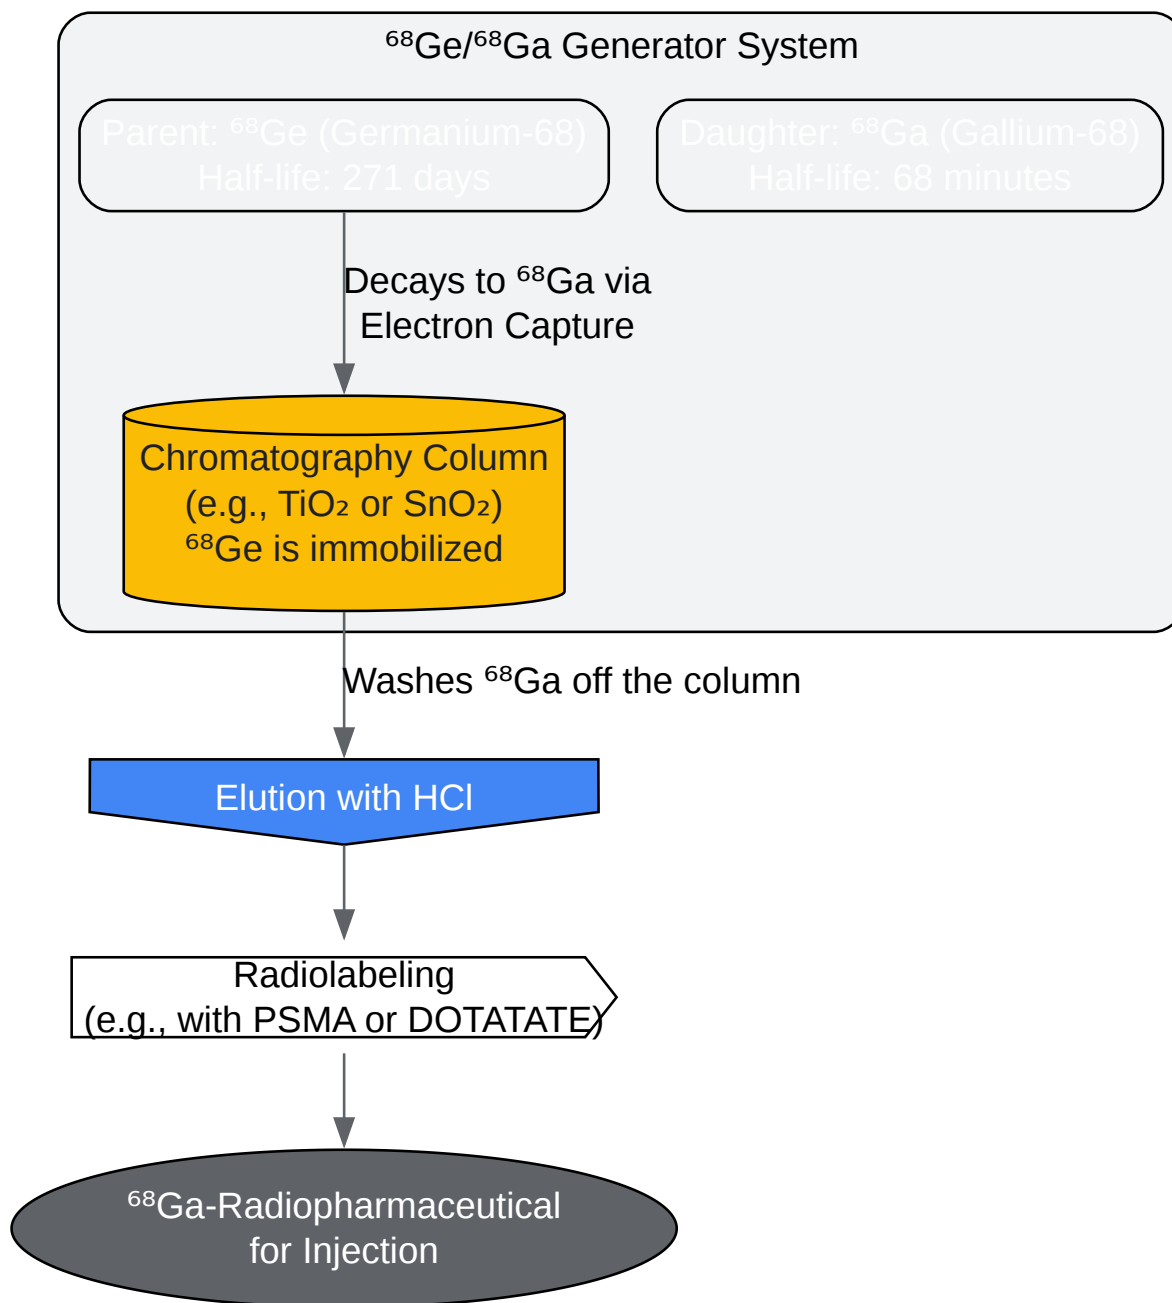 ⁶⁸Ge/⁶⁸Ga Generator System
Parent: ⁶⁸Ge (Germanium-68)
Half-life: 271 days
Daughter: ⁶⁸Ga (Gallium-68)
Half-life: 68 minutes
Decays to ⁶⁸Ga via
Electron Capture
Chromatography Column
(e.g., TiO₂ or SnO₂)
⁶⁸Ge is immobilized
Washes ⁶⁸Ga off the column
Elution with HCl
Radiolabeling
(e.g., with PSMA or DOTATATE)
⁶⁸Ga-Radiopharmaceutical
for Injection